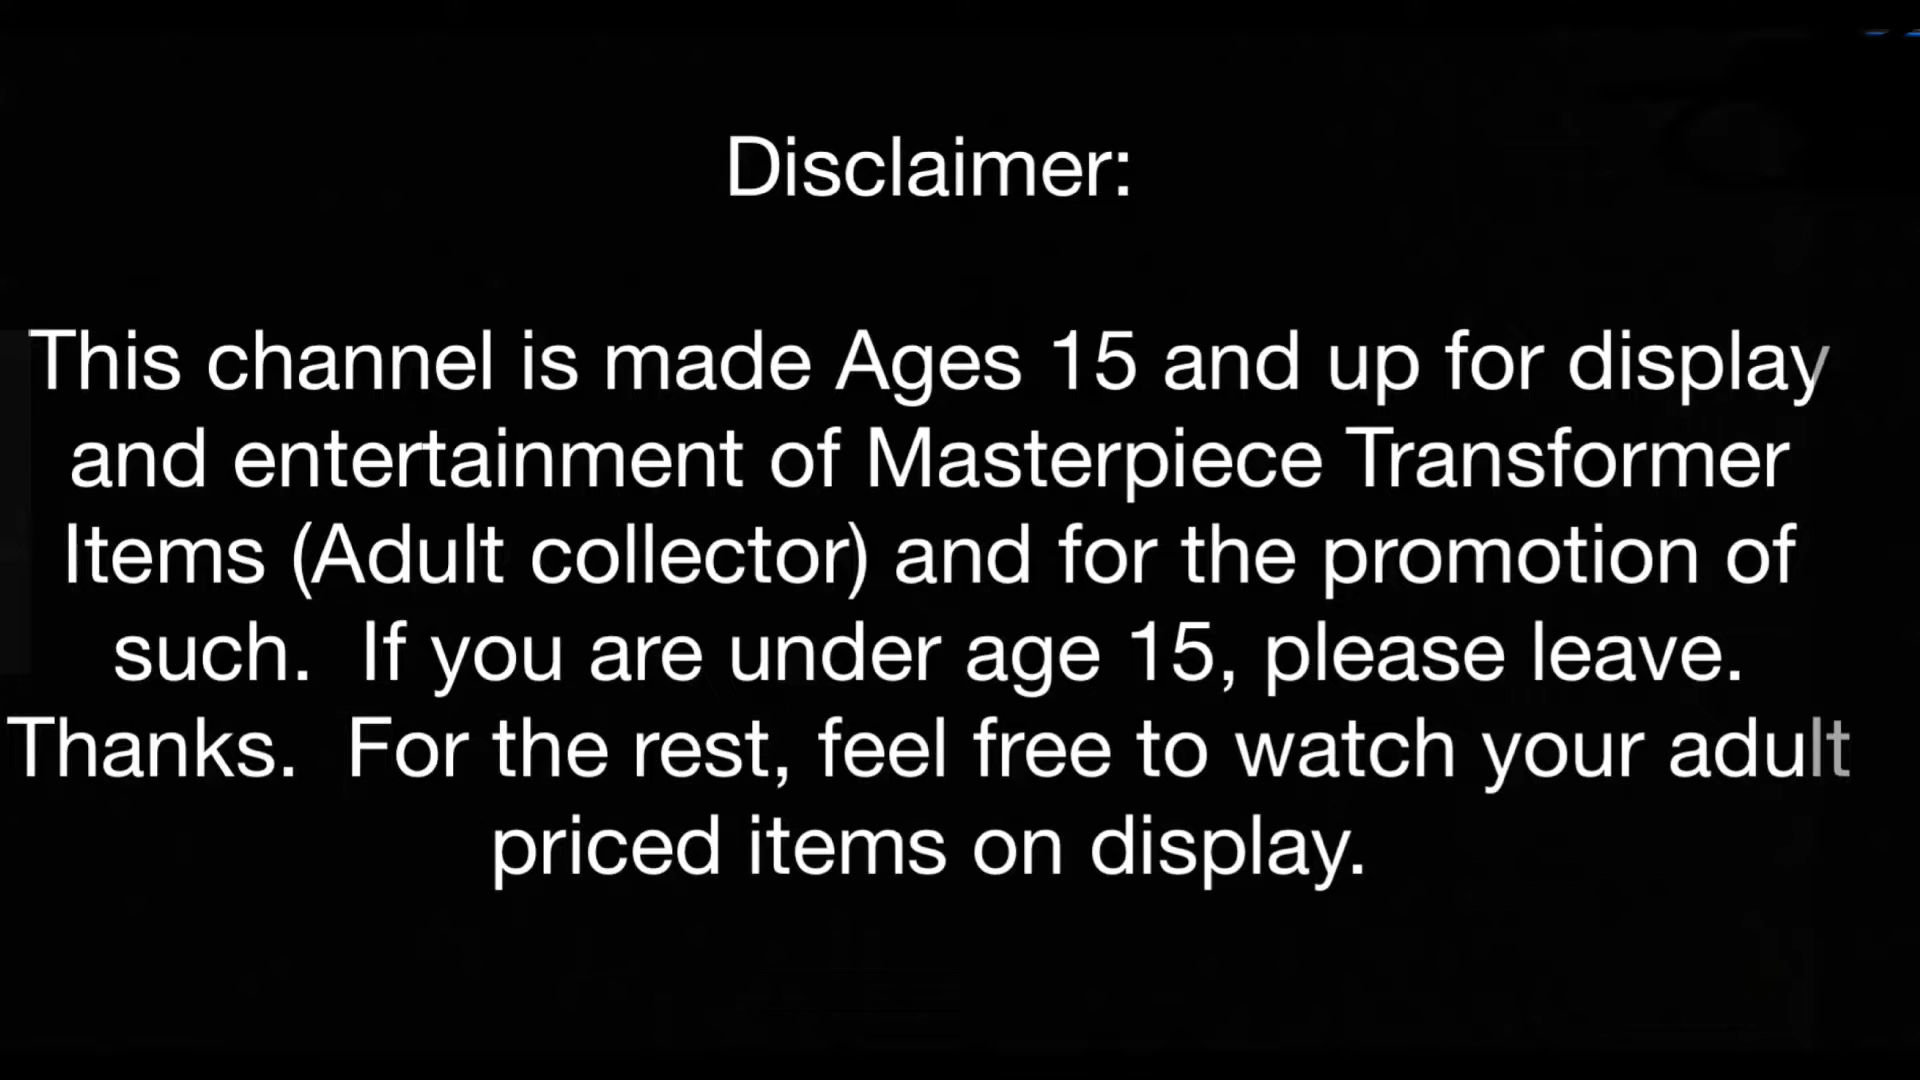 Disclaimer:
This channel is made Ages 15 and up for display
and entertainment of Masterpiece Transformer
Items (Adult collector) and for the promotion of
such.  If you are under age 15, please leave.
Thanks.  For the rest, feel free to watch your adult
priced items on display.